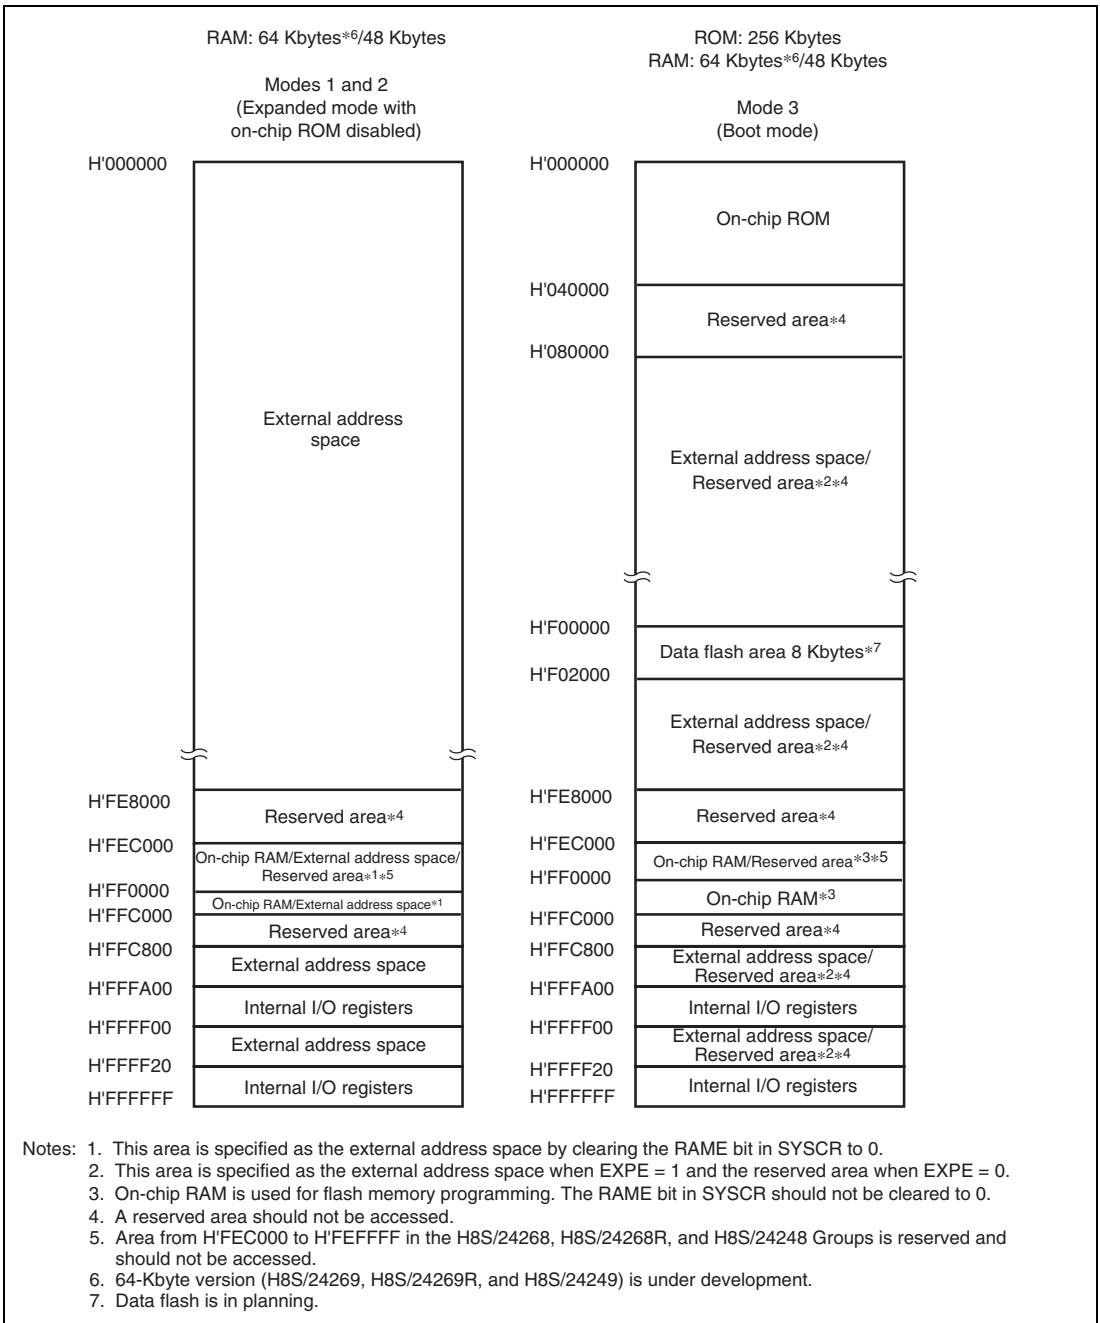 RAM: 64 Kbytes*6/48 Kbytes
Modes 1 and 2
(Expanded mode with
on-chip ROM disabled)
H'000000
External address
space
H'FE8000
Reserved area*4
H'FEC000
On-chip RAM/External address space/
Reserved area*1*5
H'FF0000
On-chip RAM/External address space*1
H'FFC000
Reserved area*4
H'FFC800
External address space
H'FFFA00
Internal I/O registers
H'FFFF00
External address space
H'FFFF20
Internal I/O registers
H'FFFFFF
ROM: 256 Kbytes
RAM: 64 Kbytes*6/48 Kbytes
Mode 3
(Boot mode)
H'000000
On-chip ROM
H'040000
Reserved area*4
H'080000
External address space/
Reserved area*2*4
H'F00000
Data flash area 8 Kbytes*7
H'F02000
External address space/
Reserved area*2*4
H'FE8000
Reserved area*4
H'FEC000
On-chip RAM/Reserved area*3*5
H'FF0000
On-chip RAM*3
H'FFC000
Reserved area*4
H'FFC800
External address space/
Reserved area*2*4
H'FFFA00
Internal I/O registers
H'FFFF00
External address space/
Reserved area*2*4
H'FFFF20
Internal I/O registers
H'FFFFFF
Notes: 1. This area is specified as the external address space by clearing the RAME bit in SYSCR to 0.
2. This area is specified as the external address space when EXPE = 1 and the reserved area when EXPE = 0.
3. On-chip RAM is used for flash memory programming. The RAME bit in SYSCR should not be cleared to 0.
4. A reserved area should not be accessed.
5. Area from H'FEC000 to H'FEFFFF in the H8S/24268, H8S/24268R, and H8S/24248 Groups is reserved and
should not be accessed.
6. 64-Kbyte version (H8S/24269, H8S/24269R, and H8S/24249) is under development.
7. Data flash is in planning.